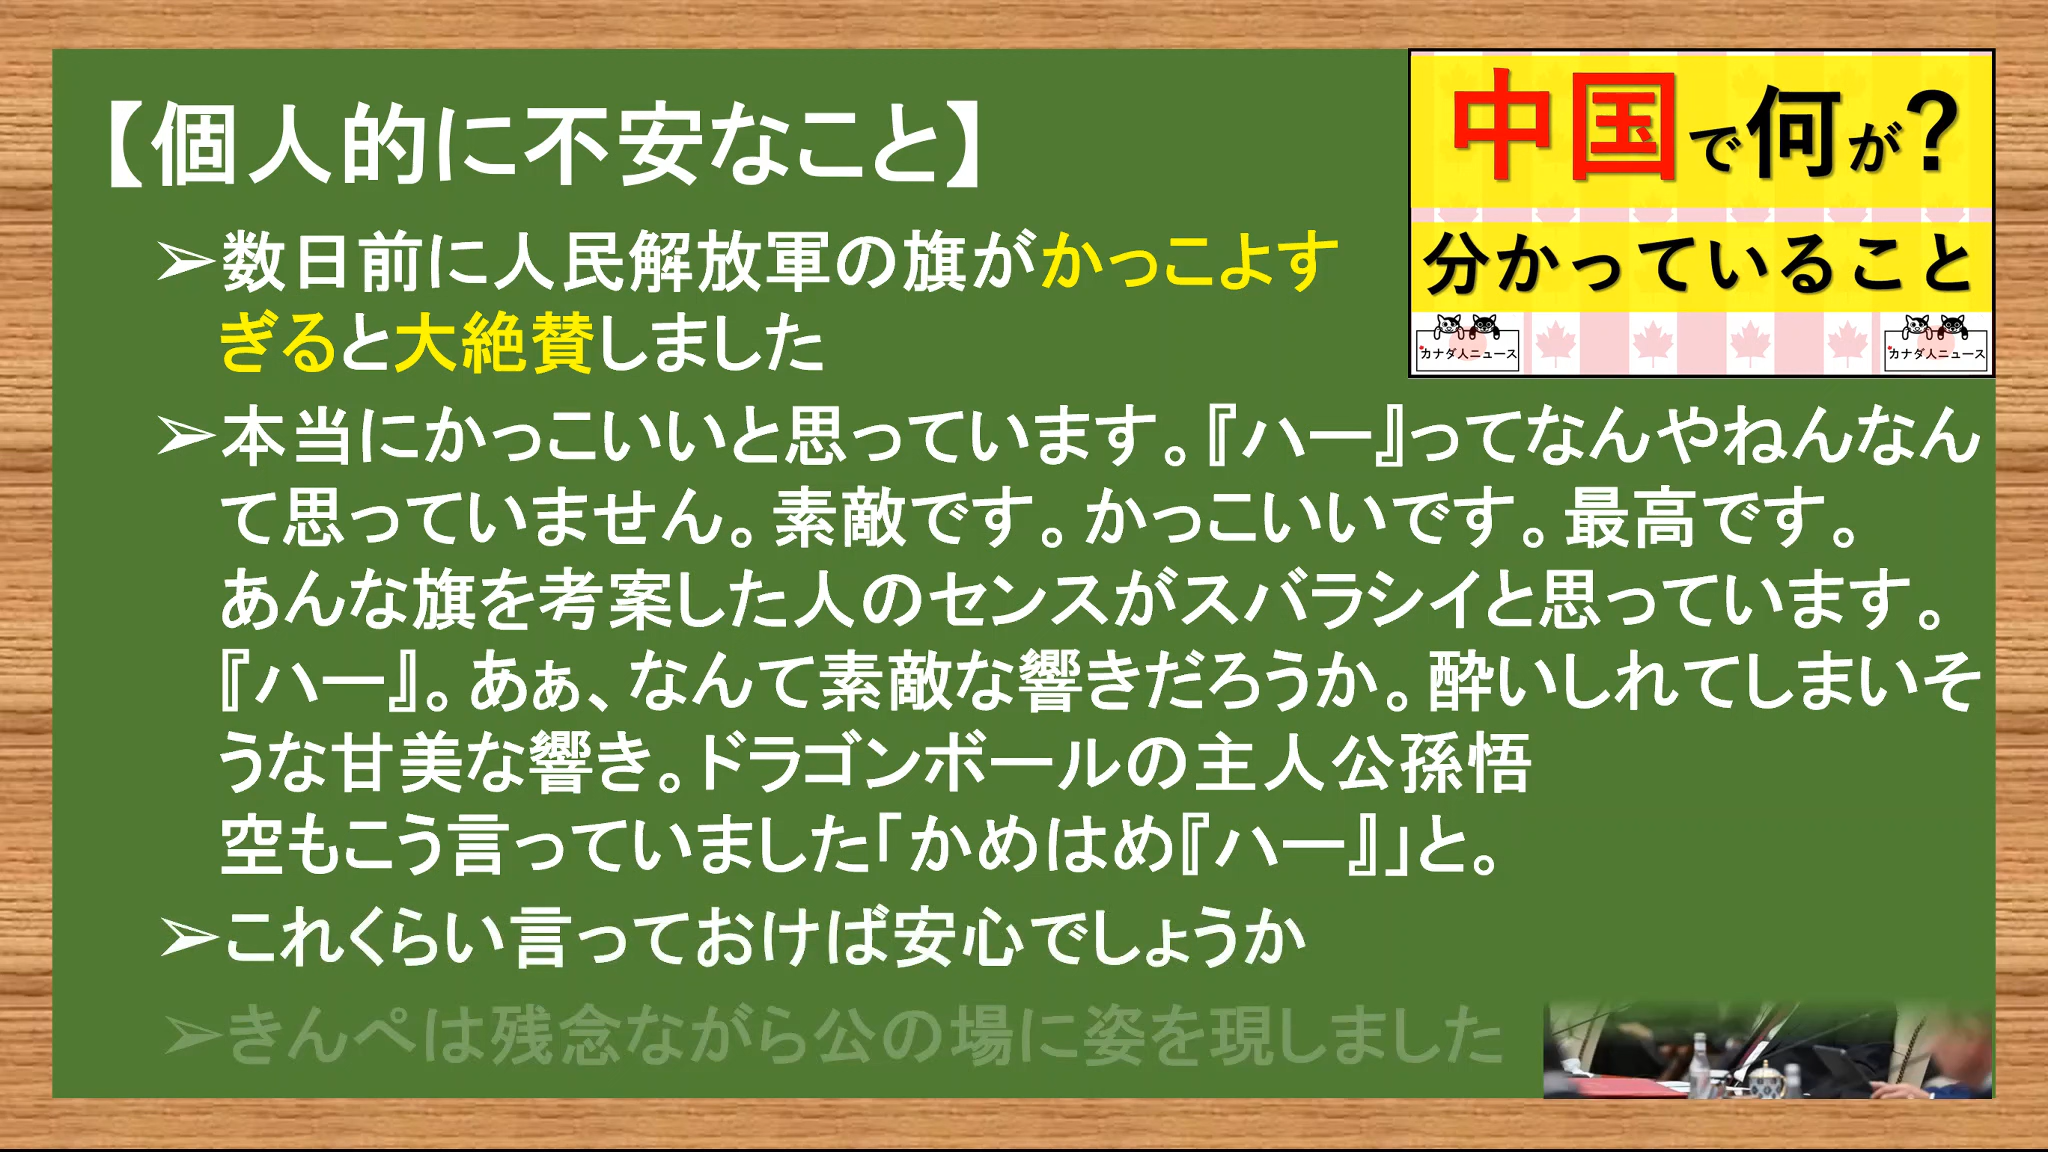 【個人的に不安なこと】
➢数日前に人民解放軍の旗がかっこよす
ぎると大絶賛しました
➢本当にかっこいいと思っています。『ハー』ってなんやねんなん
て思っていません。素敵です。かっこいいです。最高です。
あんな旗を考案した人のセンスがスバラシイと思っています。
『ハー』。あぁ、なんて素敵な響きだろうか。酔いしれてしまいそ
うな甘美な響き。ドラゴンボールの主人公孫悟
空もこう言っていました「かめはめ『ハー』」と。
➢これくらい言っておけば安心でしょうか
➢きんぺは残念ながら公の場に姿を現しました
中国で何が?
分かっていること
カナダ人ニュース
カナダ人ニュース